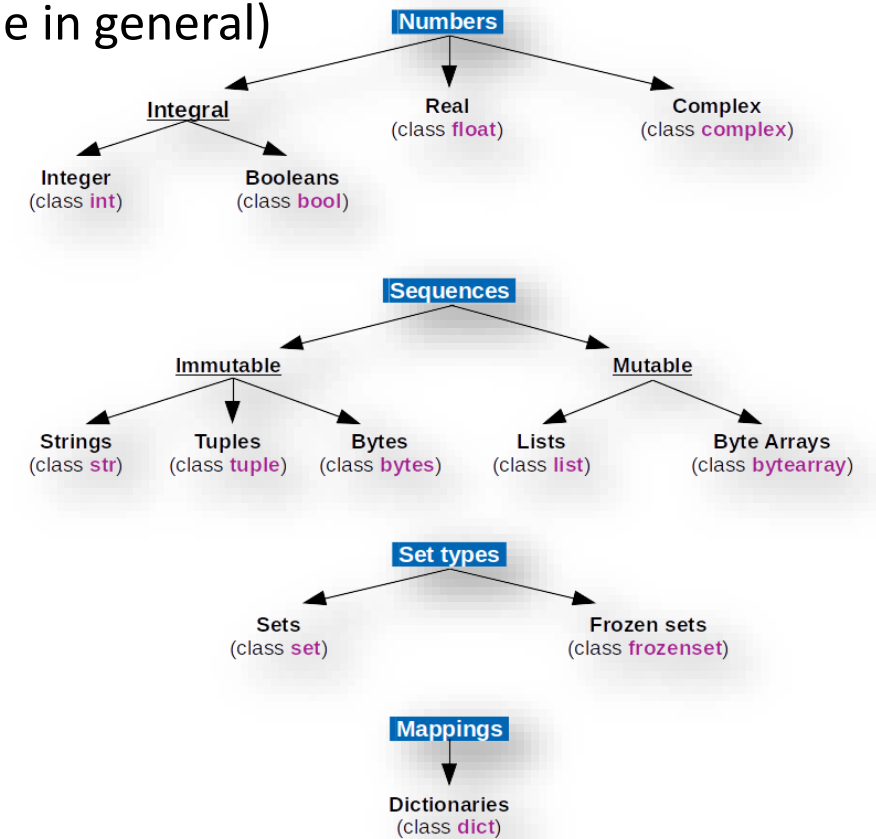 e in general)
Numbers
Integral
Real
(class float)
Complex
(class complex)
Integer
(class int)
Booleans
(class bool)
Sequences
Immutable
Mutable
Strings
(class str)
Tuples
(class tuple)
Bytes
(class bytes)
Lists
(class list)
Byte Arrays
(class bytearray)
Set types
Sets
(class set)
Frozen sets
(class frozenset)
Mappings
Dictionaries
(class dict)